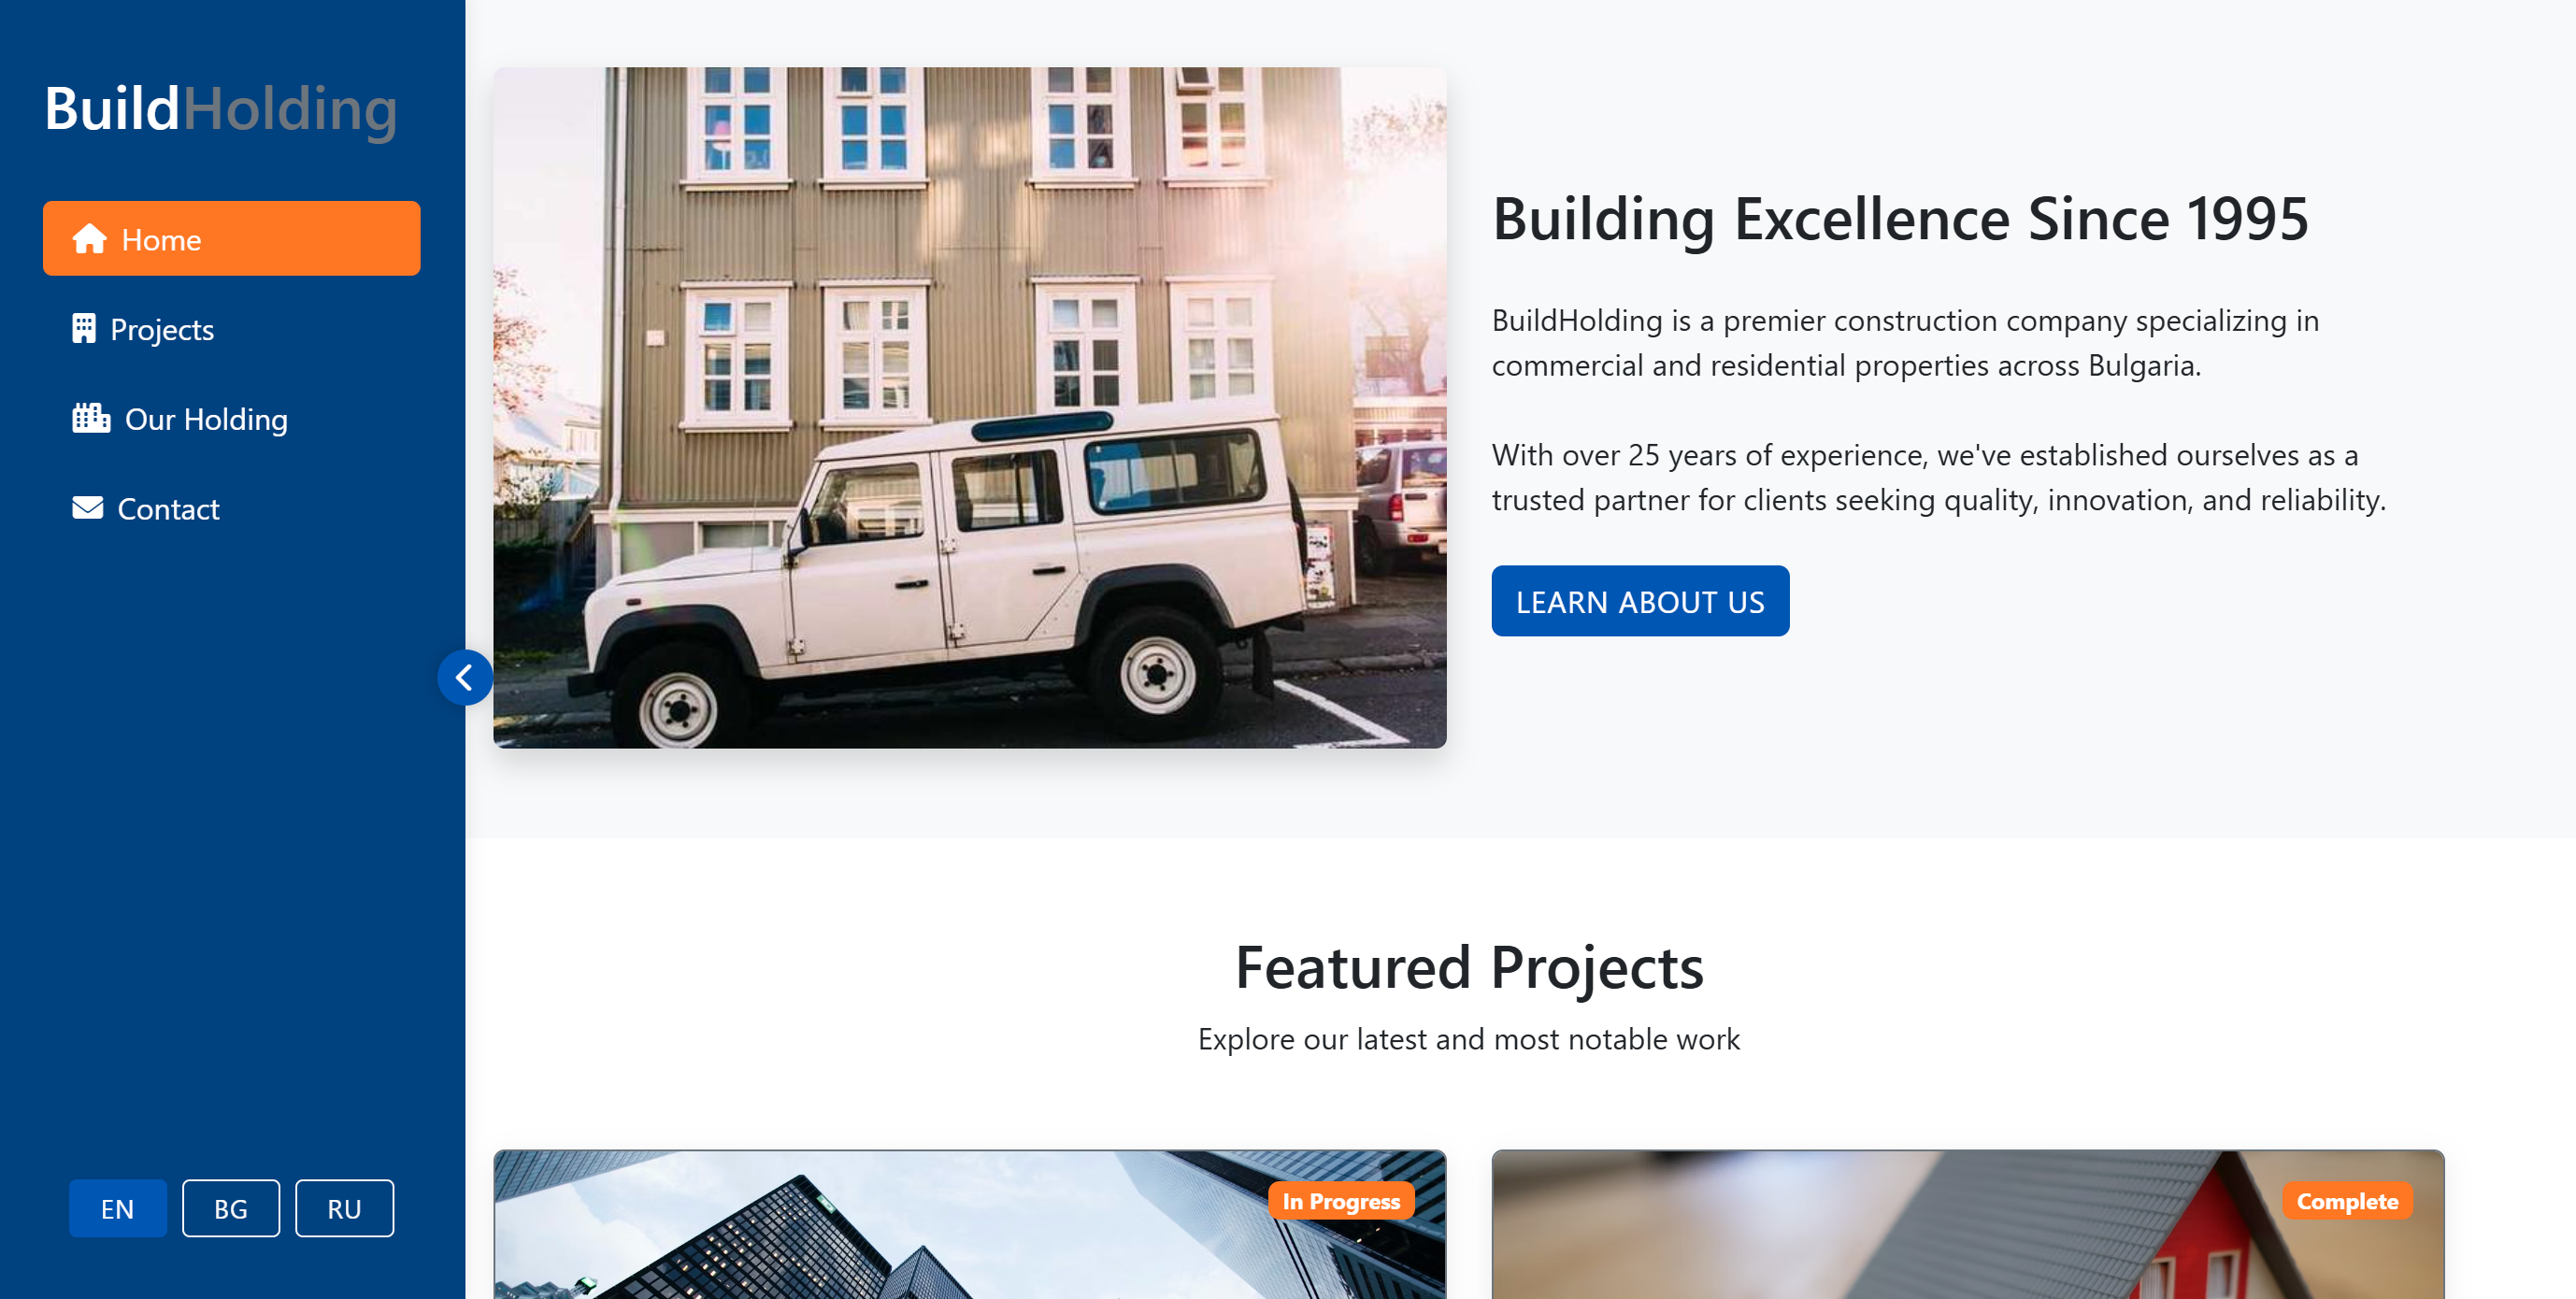 BuildHolding
Home
Projects
Our Holding
Contact
EN BG RU
Building Excellence Since 1995
BuildHolding is a premier construction company specializing in
commercial and residential properties across Bulgaria.
With over 25 years of experience, we've established ourselves as a
trusted partner for clients seeking quality, innovation, and reliability.
LEARN ABOUT US
Featured Projects
Explore our latest and most notable work
In Progress
Complete